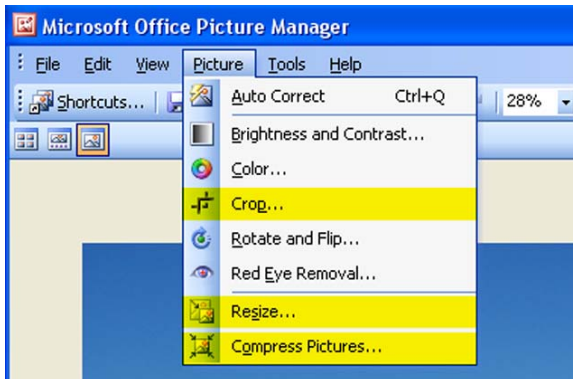 Microsoft Office Picture Manager
File Edit View Picture Tools Help
Shortcuts... 28%
Auto Correct Ctrl+Q
Brightness and Contrast...
Color...
Crop...
Rotate and Flip...
Red Eye Removal...
Resize...
Compress Pictures...